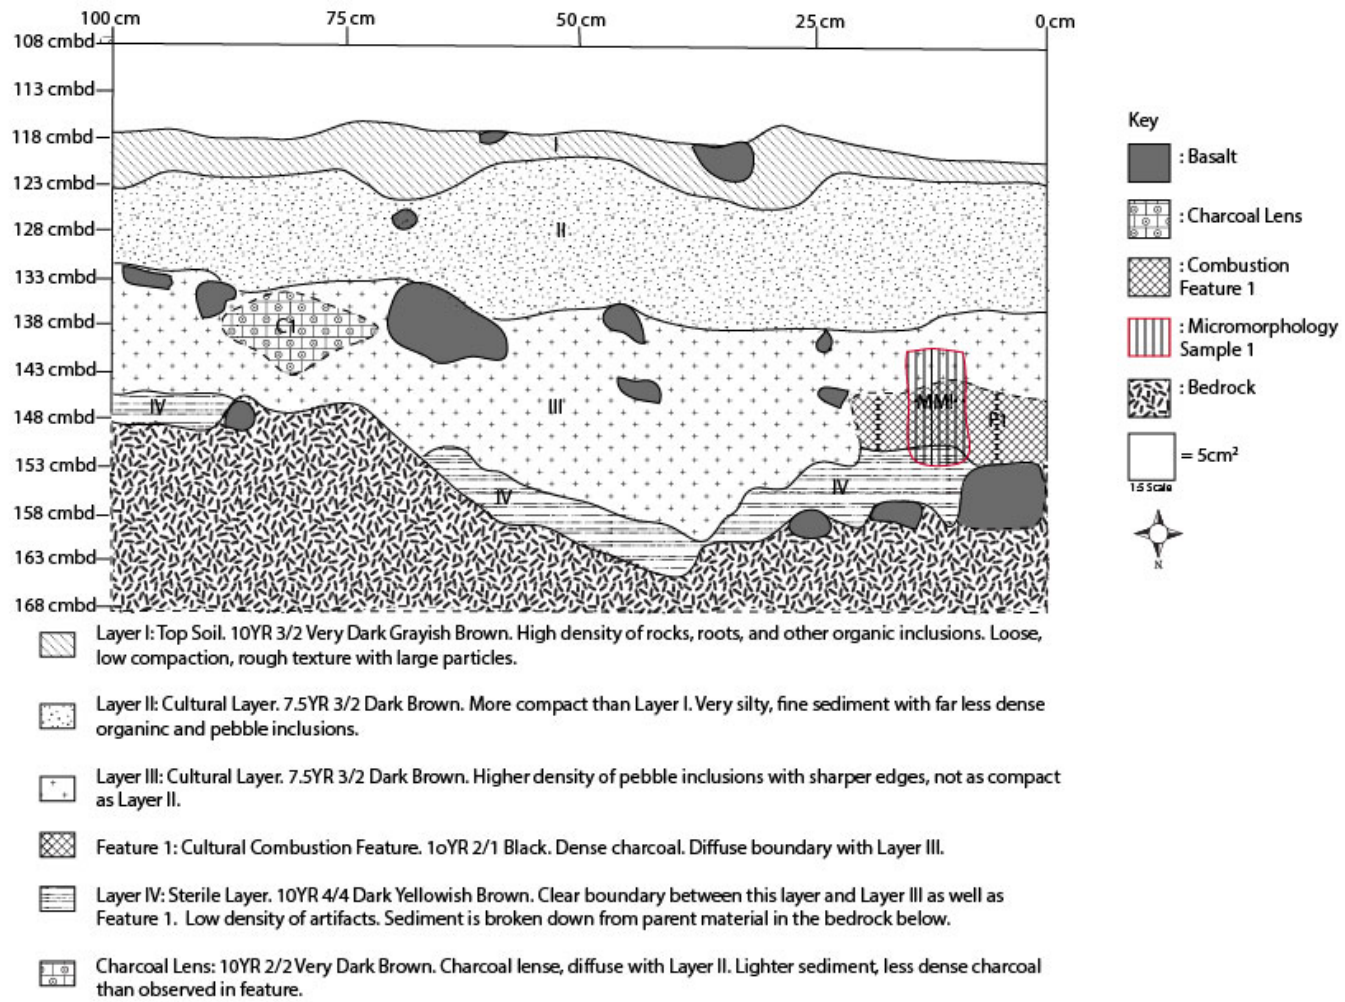 100 cm 75 cm 50 cm 25 cm 0 cm
108 cmbd
113 cmbd
118 cmbd
123 cmbd
128 cmbd
133 cmbd
138 cmbd
143 cmbd
148 cmbd
153 cmbd
158 cmbd
163 cmbd
168 cmbd
I
II
C1
III
IV
IV
IV
Key
: Basalt
: Charcoal Lens
: Combustion
Feature 1
: Micromorphology
Sample 1
: Bedrock
= 5cm²
1:5 Scale
N
Layer I: Top Soil. 10YR 3/2 Very Dark Grayish Brown. High density of rocks, roots, and other organic inclusions. Loose,
low compaction, rough texture with large particles.
Layer II: Cultural Layer. 7.5YR 3/2 Dark Brown. More compact than Layer I. Very silty, fine sediment with far less dense
organinc and pebble inclusions.
Layer III: Cultural Layer. 7.5YR 3/2 Dark Brown. Higher density of pebble inclusions with sharper edges, not as compact
as Layer II.
Feature 1: Cultural Combustion Feature. 1oYR 2/1 Black. Dense charcoal. Diffuse boundary with Layer III.
Layer IV: Sterile Layer. 10YR 4/4 Dark Yellowish Brown. Clear boundary between this layer and Layer III as well as
Feature 1. Low density of artifacts. Sediment is broken down from parent material in the bedrock below.
Charcoal Lens: 10YR 2/2 Very Dark Brown. Charcoal lense, diffuse with Layer II. Lighter sediment, less dense charcoal
than observed in feature.